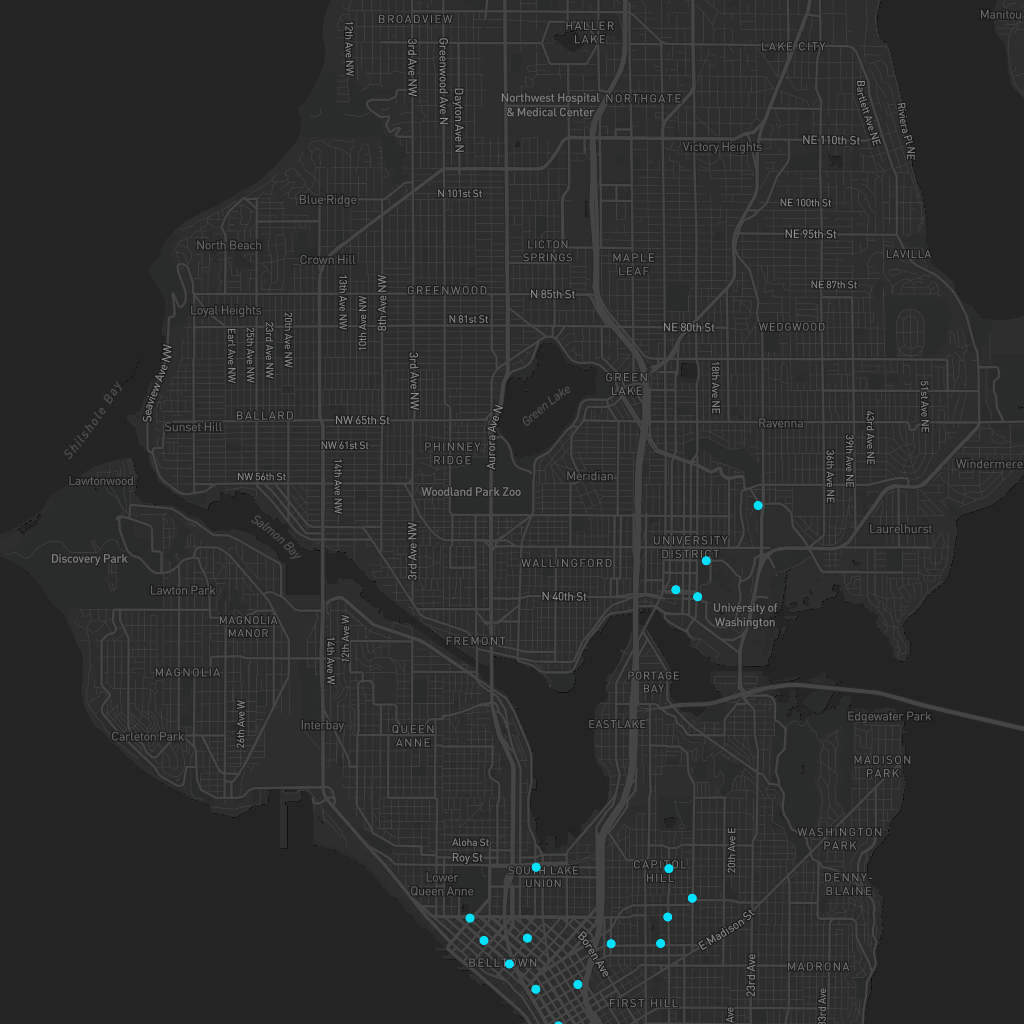 BROADVIEW
HALLER
LAKE
Manitou
LAKE CITY
12th Ave NW
3rd Ave NW
Greenwood Ave N
Dayton Ave N
Northwest Hospital
& Medical Center
NORTHGATE
Bartlett Ave NE
Riviera Pl NE
Victory Heights
NE 110th St
Blue Ridge
N 101st St
NE 100th St
NE 95th St
North Beach
Crown Hill
LICTON
SPRINGS
MAPLE
LEAF
LAVILLA
13th Ave NW
8th Ave NW
GREENWOOD
N 85th St
NE 87th St
Loyal Heights
10th Ave NW
N 81st St
NE 80th St
WEDGWOOD
Earl Ave NW
25th Ave NW
23rd Ave NW
20th Ave NW
Seaview Ave NW
3rd Ave NW
GREEN
LAKE
18th Ave NE
51st Ave NE
Shilshole Bay
Green Lake
BALLARD
NW 65th St
Aurora Ave N
Sunset Hill
Ravenna
43rd Ave NE
39th Ave NE
36th Ave NE
NW 61st St
PHINNEY
RIDGE
Windermere
Lawtonwood
NW 56th St
14th Ave NW
Woodland Park Zoo
Meridian
Salmon Bay
Laurelhurst
3rd Ave NW
UNIVERSITY
DISTRICT
Discovery Park
WALLINGFORD
Lawton Park
N 40th St
University of
Washington
MAGNOLIA
MANOR
12th Ave W
14th Ave W
FREMONT
MAGNOLIA
PORTAGE
BAY
26th Ave W
Interbay
QUEEN
ANNE
EASTLAKE
Edgewater Park
Carleton Park
MADISON
PARK
Aloha St
Roy St
20th Ave E
WASHINGTON
PARK
SOUTH LAKE
UNION
CAPITOL
HILL
Lower
Queen Anne
DENNY-
BLAINE
E Madison St
Boren Ave
BELLTOWN
23rd Ave
MADRONA
FIRST HILL
Ave
33rd Ave